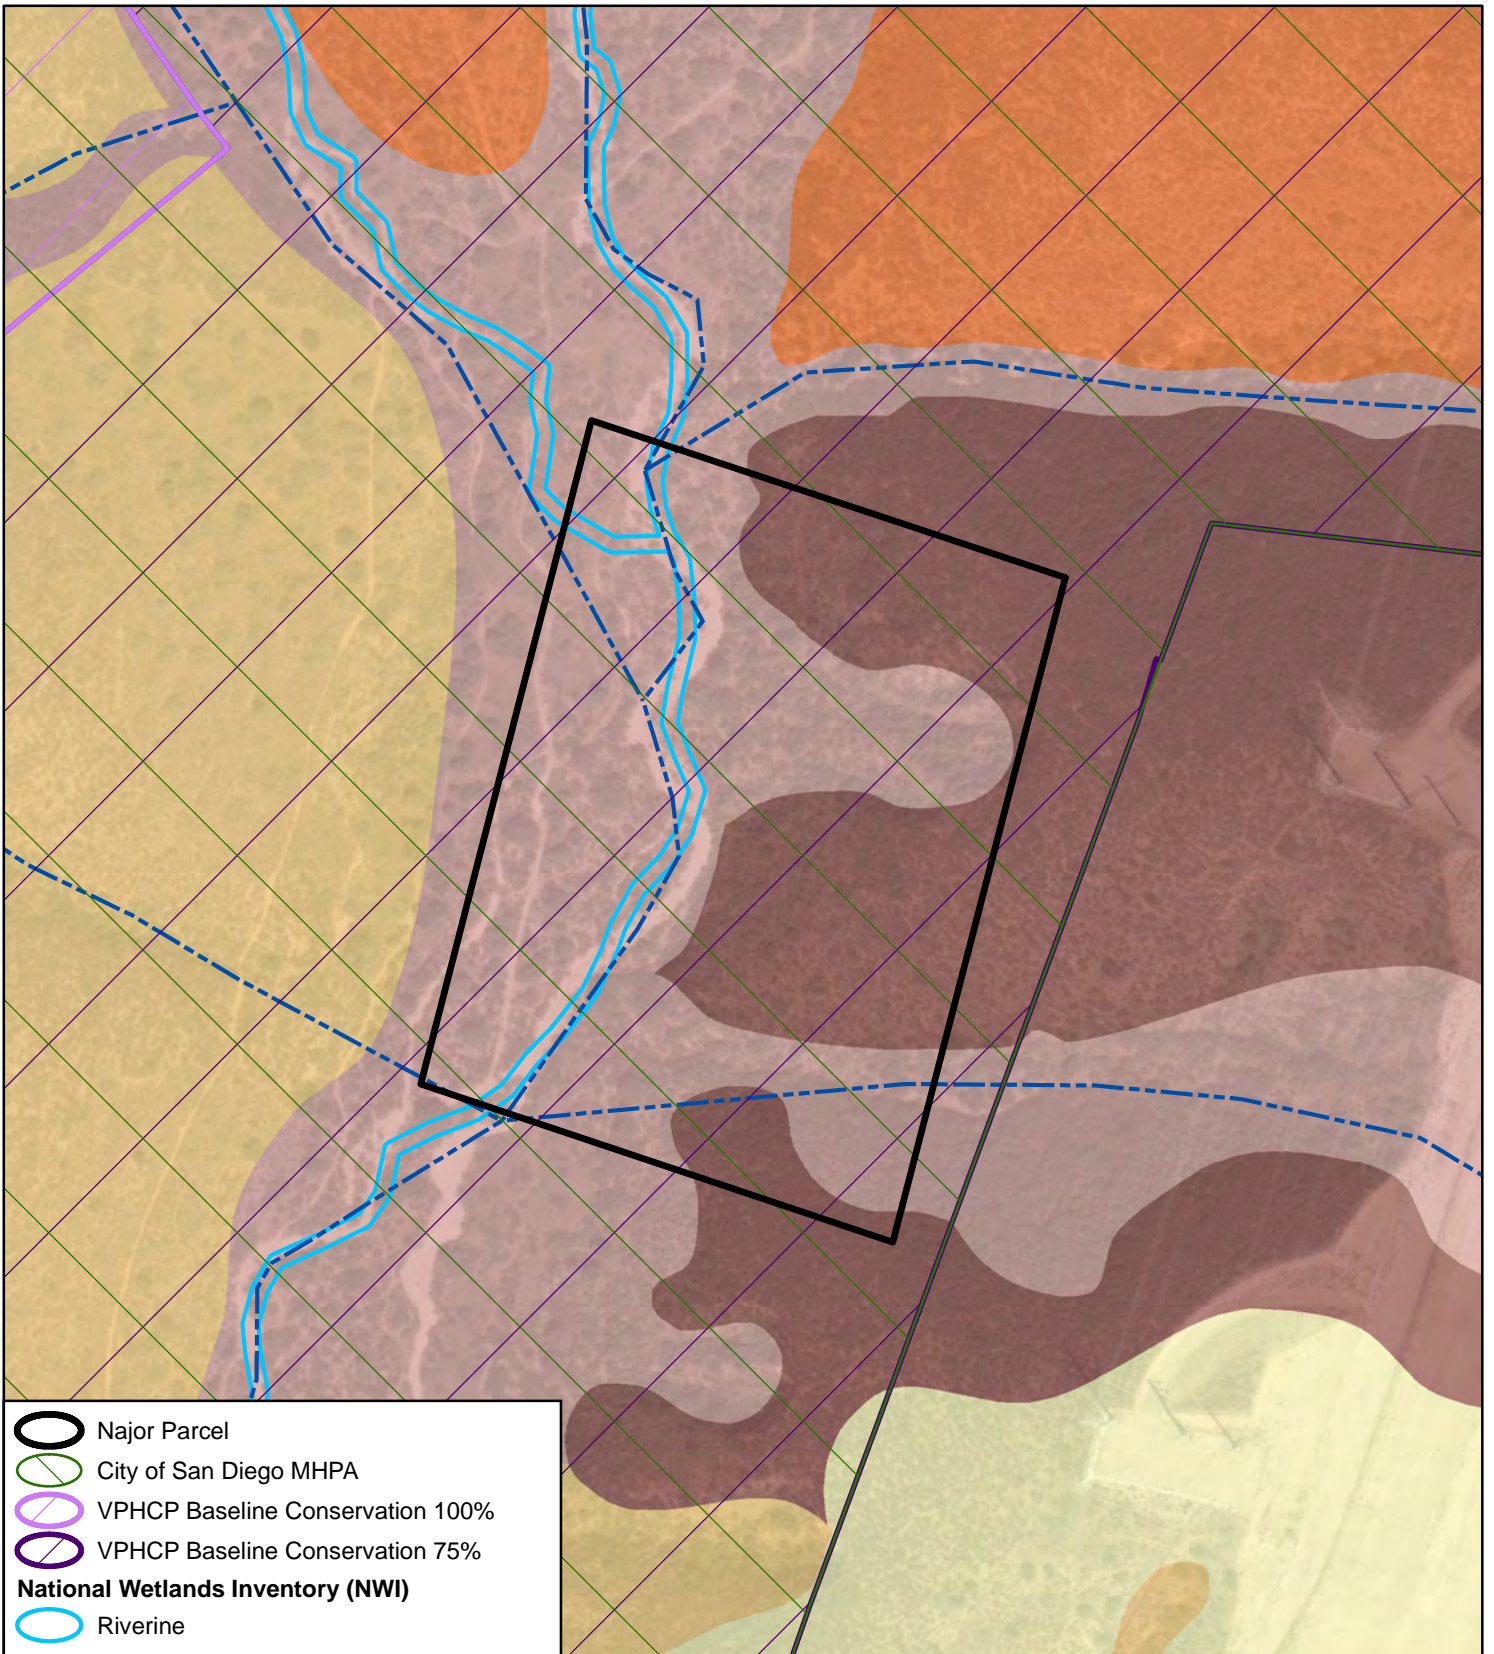 Najor Parcel
City of San Diego MHPA
VPHCP Baseline Conservation 100%
VPHCP Baseline Conservation 75%
National Wetlands Inventory (NWI)
Riverine